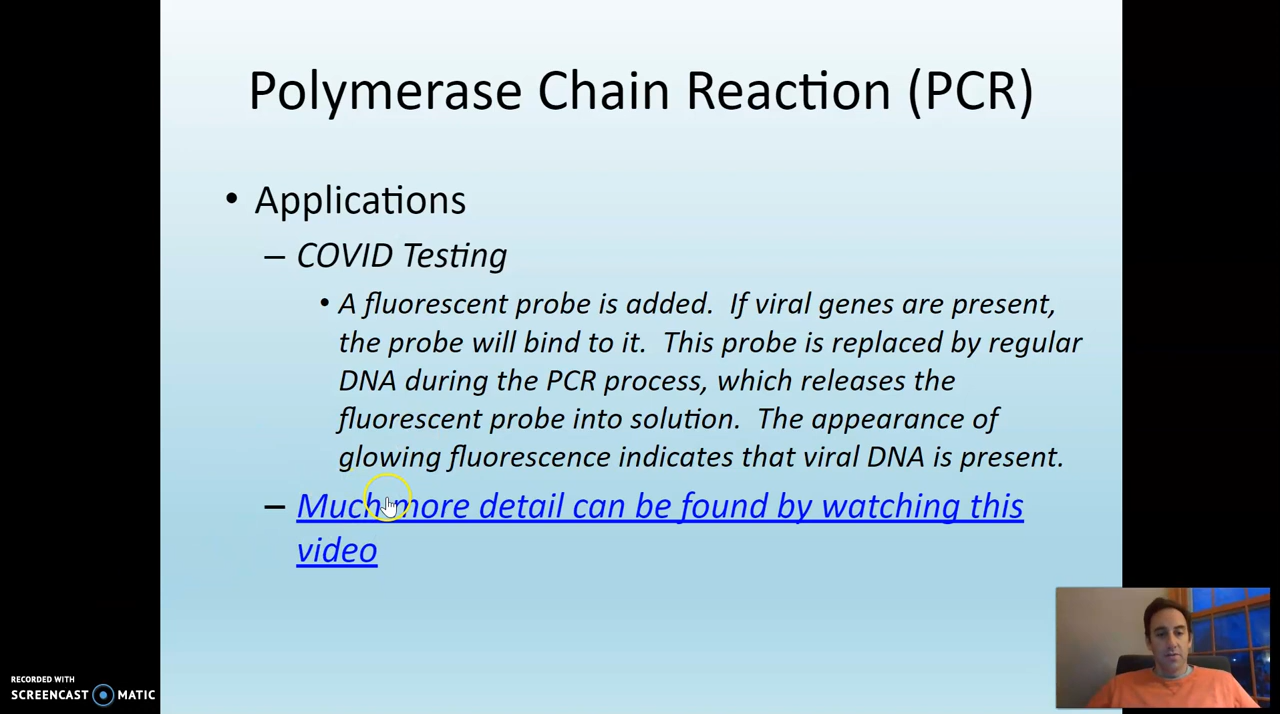 Polymerase Chain Reaction (PCR)
• Applications
– COVID Testing
• A fluorescent probe is added. If viral genes are present,
the probe will bind to it. This probe is replaced by regular
DNA during the PCR process, which releases the
fluorescent probe into solution. The appearance of
glowing fluorescence indicates that viral DNA is present.
– Much more detail can be found by watching this
video
RECORDED WITH
SCREENCAST MATIC